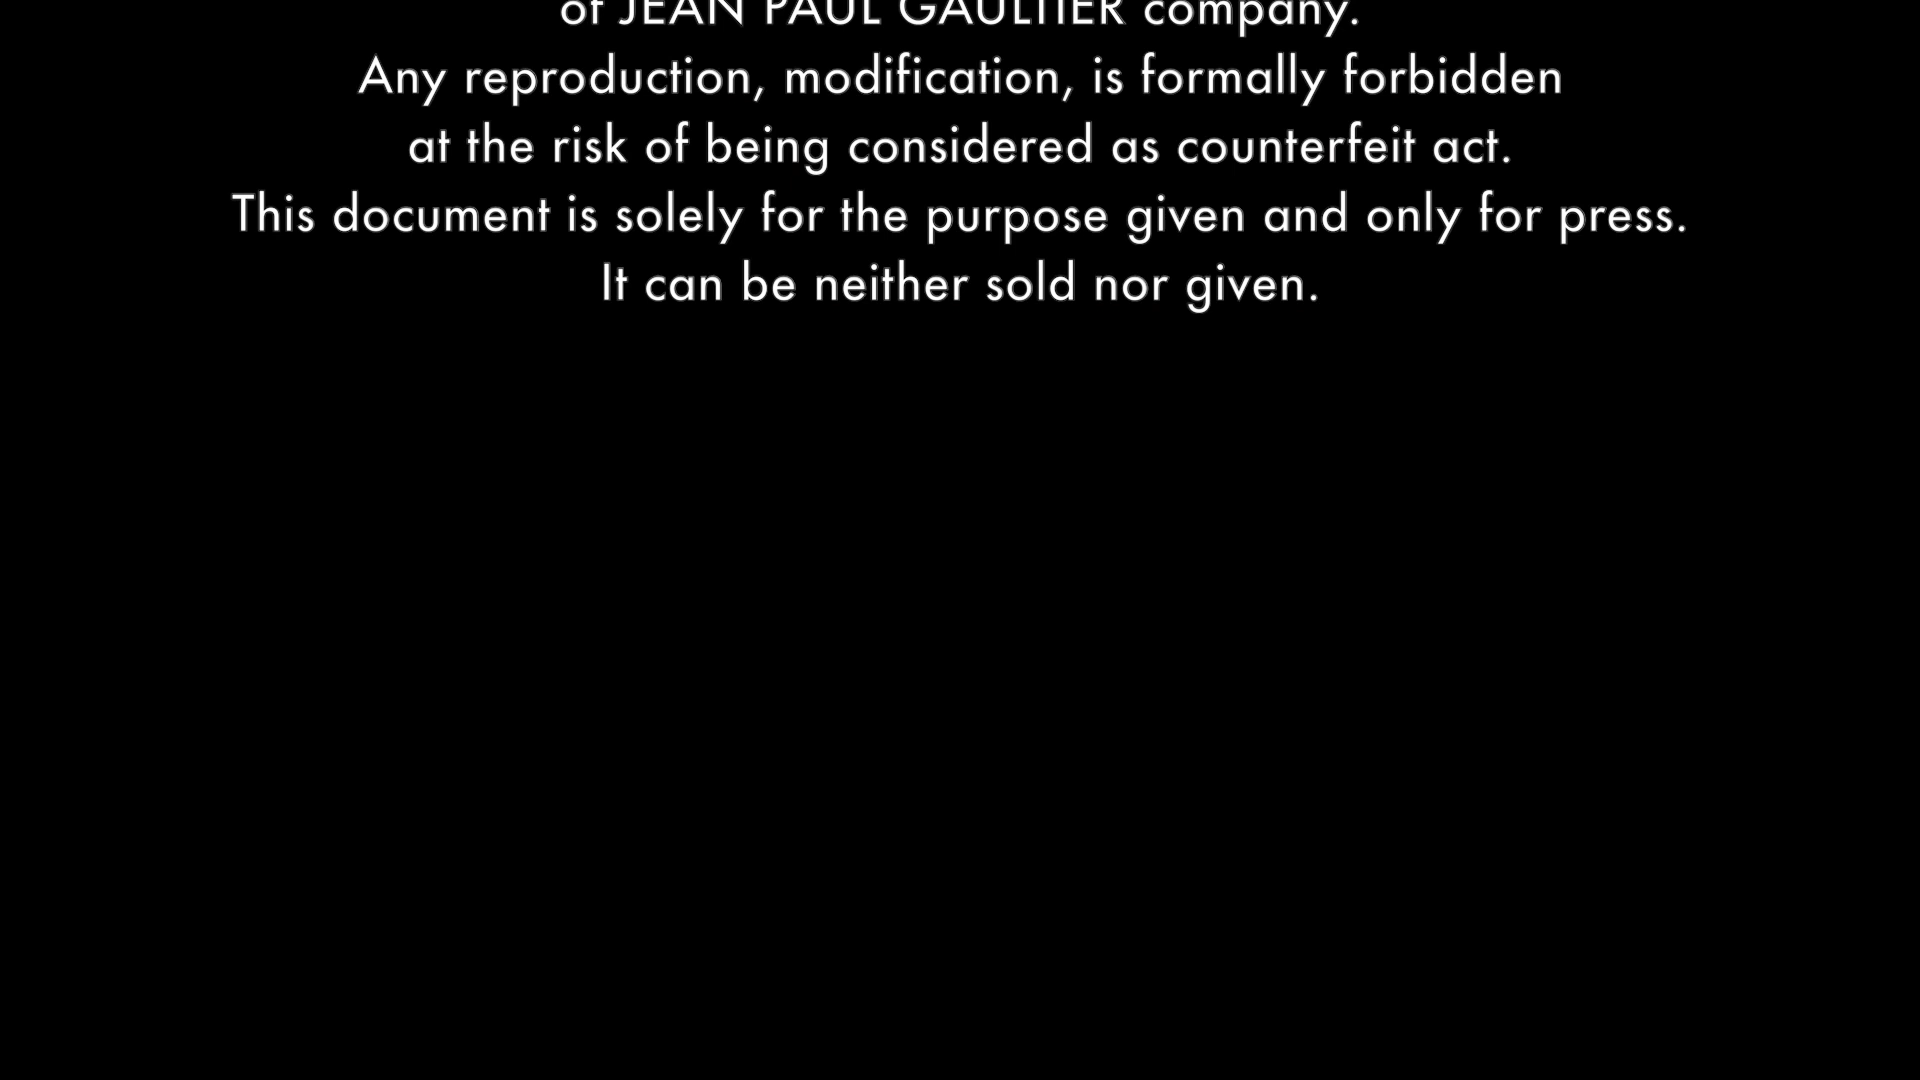 of JEAN PAUL GAULTIER company.
Any reproduction, modification, is formally forbidden
at the risk of being considered as counterfeit act.
This document is solely for the purpose given and only for press.
It can be neither sold nor given.